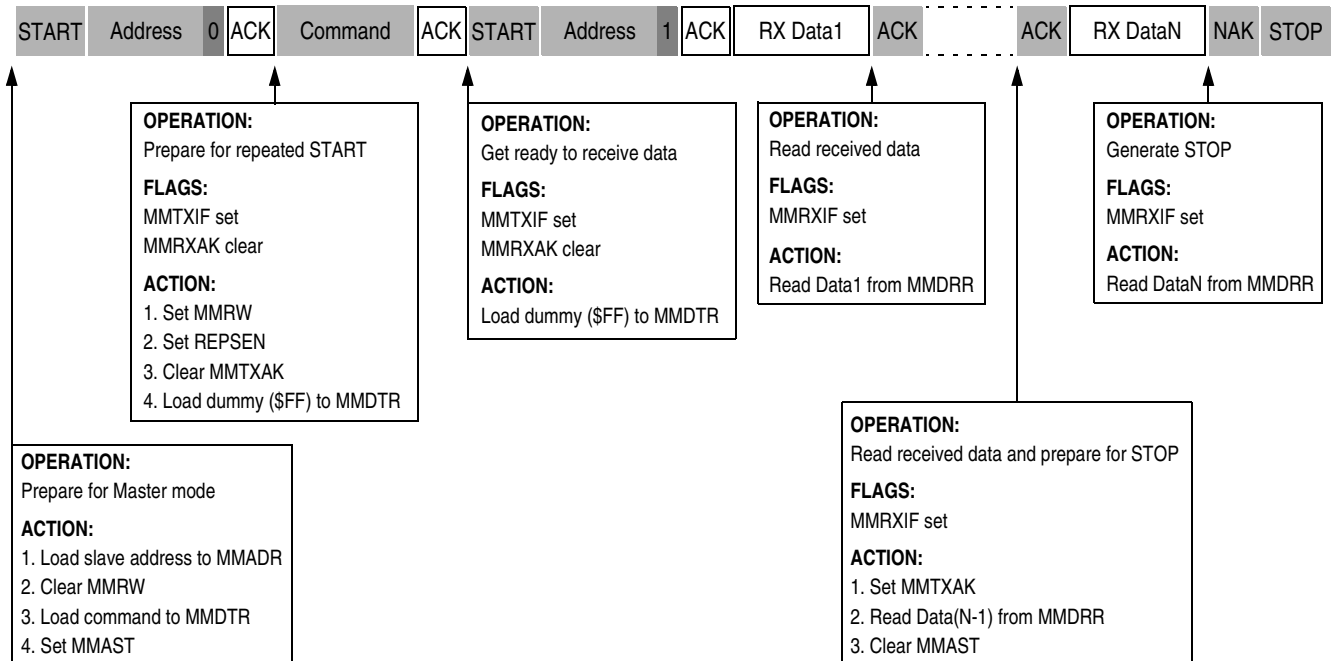 START Address 0 ACK Command ACK START Address 1 ACK RX Data1 ACK ACK RX DataN NAK STOP
OPERATION:
Prepare for repeated START
FLAGS:
MMTXIF set
MMRXAK clear
ACTION:
1. Set MMRW
2. Set REPSEN
3. Clear MMTXAK
4. Load dummy ($FF) to MMDTR
OPERATION:
Get ready to receive data
FLAGS:
MMTXIF set
MMRXAK clear
ACTION:
Load dummy ($FF) to MMDTR
OPERATION:
Read received data
FLAGS:
MMRXIF set
ACTION:
Read Data1 from MMDRR
OPERATION:
Generate STOP
FLAGS:
MMRXIF set
ACTION:
Read DataN from MMDRR
OPERATION:
Prepare for Master mode
ACTION:
1. Load slave address to MMADR
2. Clear MMRW
3. Load command to MMDTR
4. Set MMAST
OPERATION:
Read received data and prepare for STOP
FLAGS:
MMRXIF set
ACTION:
1. Set MMTXAK
2. Read Data(N-1) from MMDRR
3. Clear MMAST